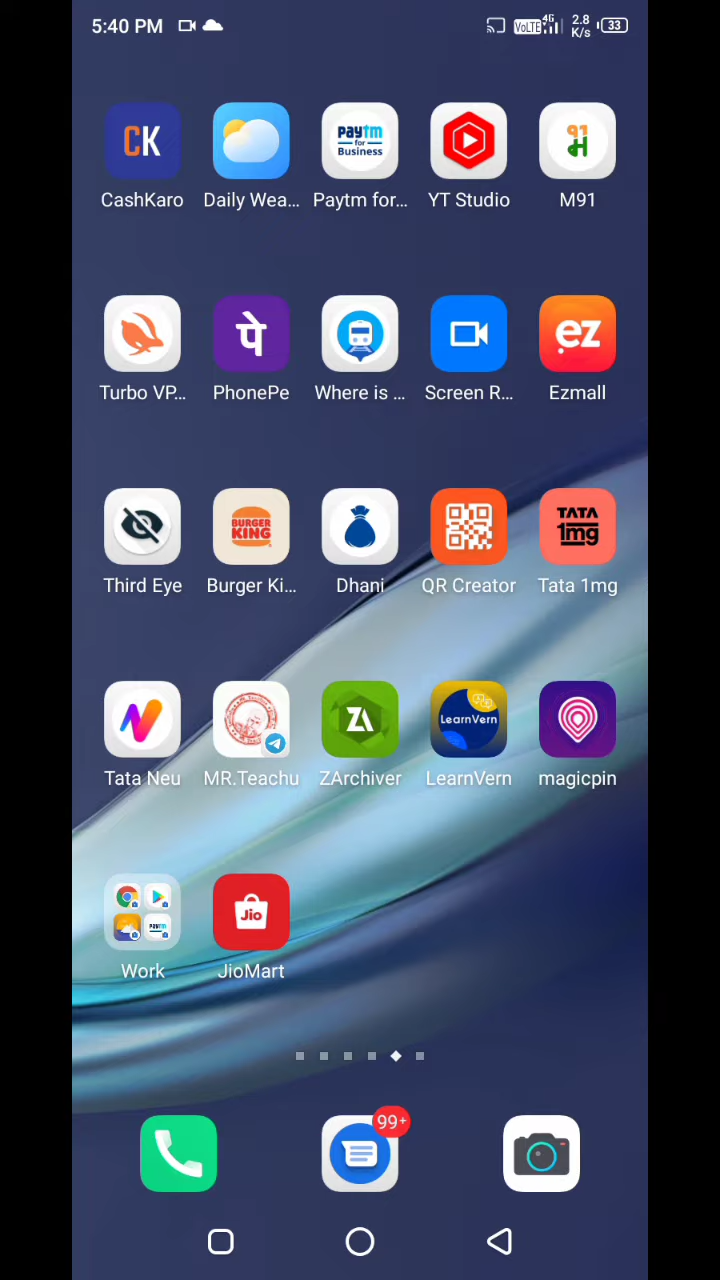 5:40 PM
VoLTE 4G 2.8 K/s 33
CK
paytm
for
Business
९१
म
CashKaro Daily Wea... Paytm for... YT Studio M91
पे
ez
Turbo VP... PhonePe Where is ... Screen R... Ezmall
BURGER
KING
TATA
1mg
Third Eye Burger Ki... Dhani QR Creator Tata 1mg
ZA
LearnVern
Tata Neu MR.Teachu ZArchiver LearnVern magicpin
Jio
Work JioMart
99+